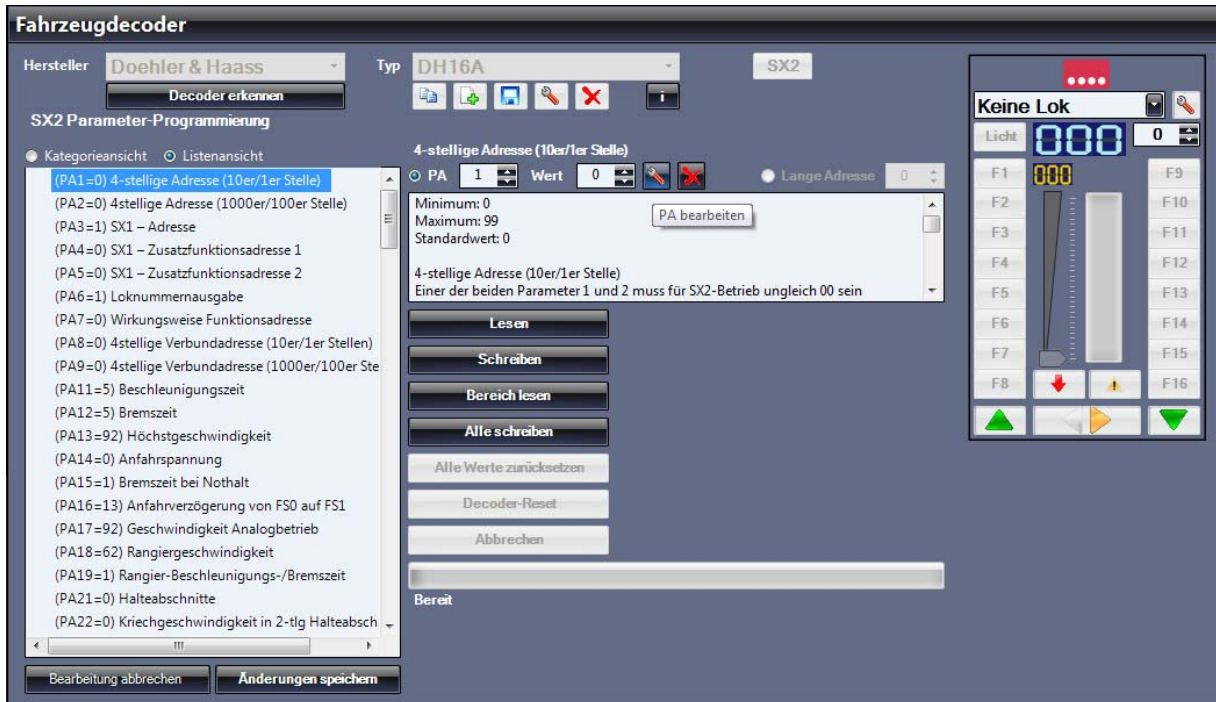 Fahrzeugdecoder
Hersteller Doehler & Haass Typ DH16A SX2
Decoder erkennen i
SX2 Parameter-Programmierung
Kategorieansicht Listenansicht
(PA1=0) 4-stellige Adresse (10er/1er Stelle)
(PA2=0) 4stellige Adresse (1000er/100er Stelle)
(PA3=1) SX1 – Adresse
(PA4=0) SX1 – Zusatzfunktionsadresse 1
(PA5=0) SX1 – Zusatzfunktionsadresse 2
(PA6=1) Loknummernausgabe
(PA7=0) Wirkungsweise Funktionsadresse
(PA8=0) 4stellige Verbundadresse (10er/1er Stellen)
(PA9=0) 4stellige Verbundadresse (1000er/100er Ste
(PA11=5) Beschleunigungszeit
(PA12=5) Bremszeit
(PA13=92) Höchstgeschwindigkeit
(PA14=0) Anfahrspannung
(PA15=1) Bremszeit bei Nothalt
(PA16=13) Anfahrverzögerung von FS0 auf FS1
(PA17=92) Geschwindigkeit Analogbetrieb
(PA18=62) Rangiergeschwindigkeit
(PA19=1) Rangier-Beschleunigungs-/Bremszeit
(PA21=0) Halteabschnitte
(PA22=0) Kriechgeschwindigkeit in 2-tlg Halteabsch
Bearbeitung abbrechen Änderungen speichern
4-stellige Adresse (10er/1er Stelle)
PA 1 Wert 0 Lange Adresse 0
PA bearbeiten
Minimum: 0
Maximum: 99
Standardwert: 0
4-stellige Adresse (10er/1er Stelle)
Einer der beiden Parameter 1 und 2 muss für SX2-Betrieb ungleich 00 sein
Lesen
Schreiben
Bereich lesen
Alle schreiben
Alle Werte zurücksetzen
Decoder-Reset
Abbrechen
Bereit
Keine Lok
Licht 000 0
F1 000 F9
F2 F10
F3 F11
F4 F12
F5 F13
F6 F14
F7 F15
F8 F16